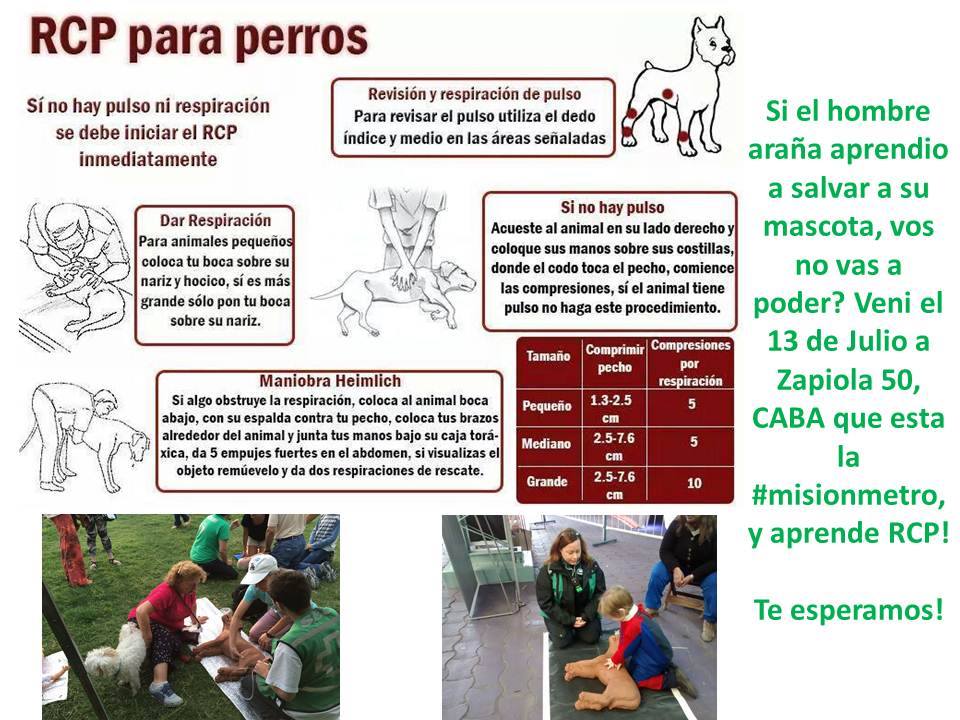 RCP para perros
Sí no hay pulso ni respiración
se debe iniciar el RCP
inmediatamente
Revisión y respiración de pulso
Para revisar el pulso utiliza el dedo
índice y medio en las áreas señaladas
Dar Respiración
Para animales pequeños
coloca tu boca sobre su
nariz y hocico, sí es más
grande sólo pon tu boca
sobre su nariz.
Si no hay pulso
Acueste al animal en su lado derecho y
coloque sus manos sobre sus costillas,
donde el codo toca el pecho, comience
las compresiones, sí el animal tiene
pulso no haga este procedimiento.
Maniobra Heimlich
Si algo obstruye la respiración, coloca al animal boca
abajo, con su espalda contra tu pecho, coloca tus brazos
alrededor del animal y junta tus manos bajo su caja torá-
xica, da 5 empujes fuertes en el abdomen, si visualizas el
objeto remúevelo y da dos respiraciones de rescate.
Tamaño Comprimir pecho Compresiones por respiración
Pequeño 1.3-2.5 cm 5
Mediano 2.5-7.6 cm 5
Grande 2.5-7.6 cm 10
Si el hombre
araña aprendio
a salvar a su
mascota, vos
no vas a
poder? Veni el
13 de Julio a
Zapiola 50,
CABA que esta
la
#misionmetro,
y aprende RCP!
Te esperamos!